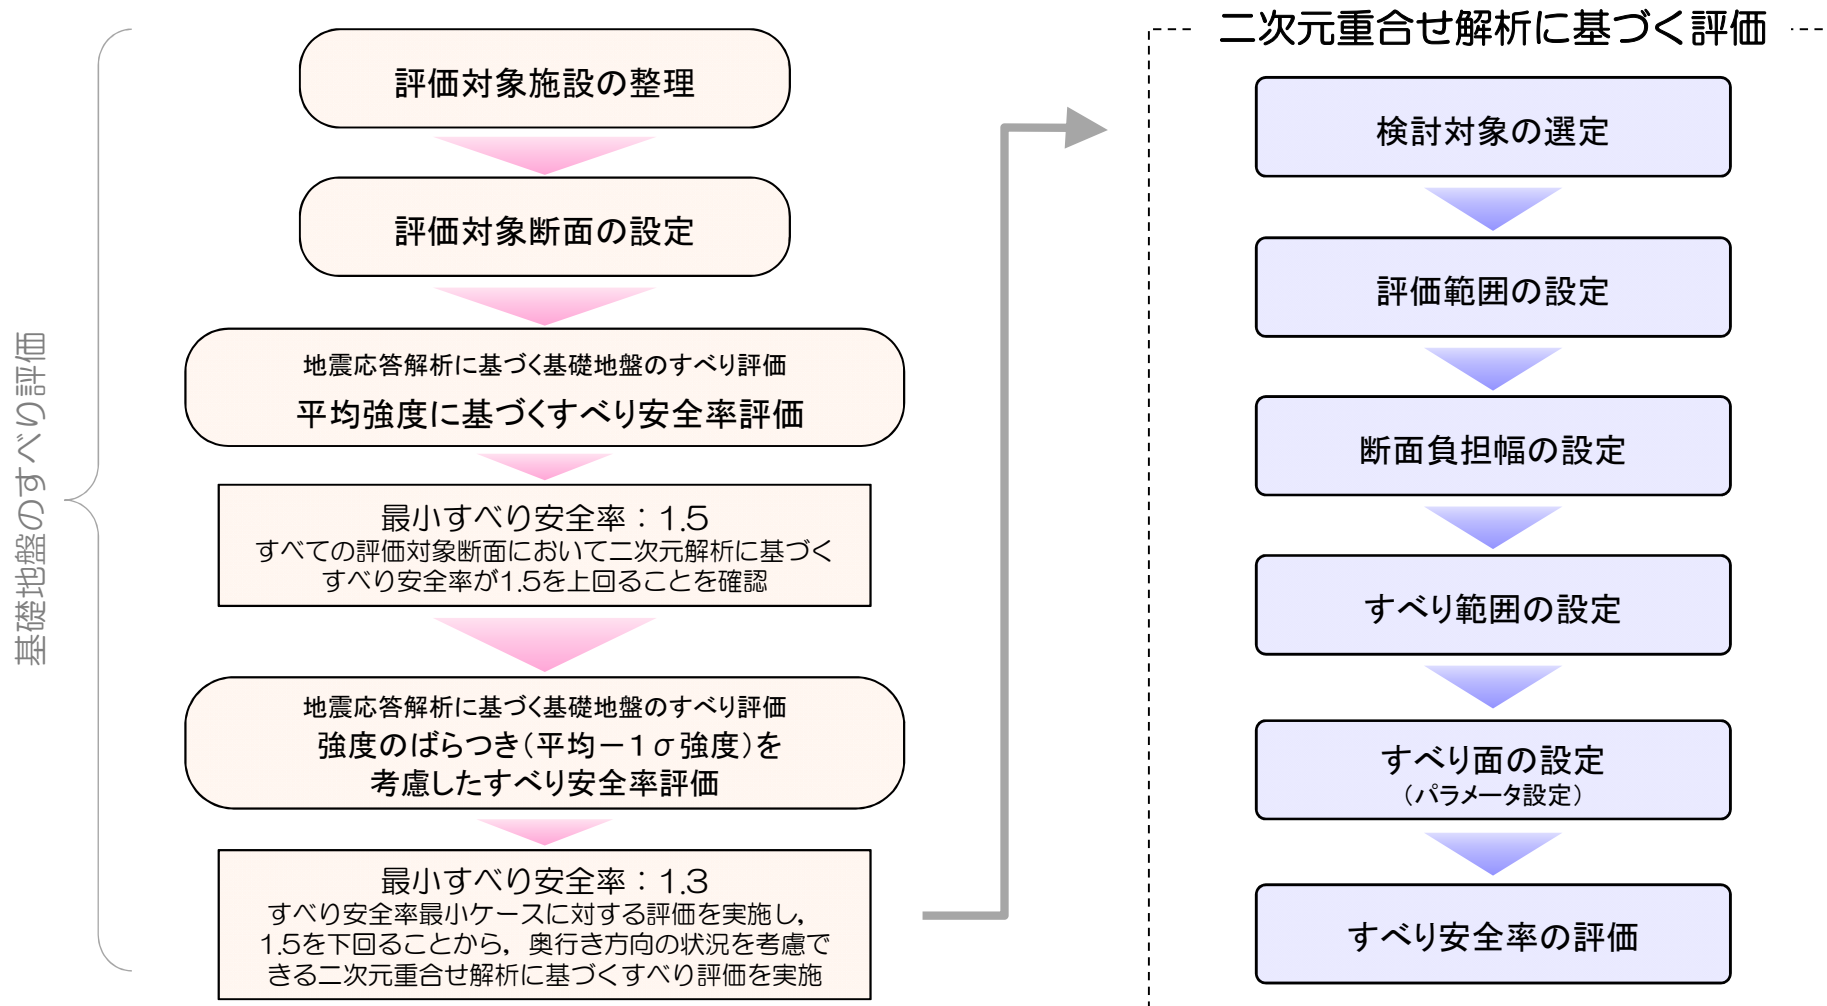 基礎地盤のすべり評価
評価対象施設の整理
評価対象断面の設定
地震応答解析に基づく基礎地盤のすべり評価
平均強度に基づくすべり安全率評価
最小すべり安全率：1.5
すべての評価対象断面において二次元解析に基づく
すべり安全率が1.5を上回ることを確認
地震応答解析に基づく基礎地盤のすべり評価
強度のばらつき（平均－１σ強度）を
考慮したすべり安全率評価
最小すべり安全率：1.3
すべり安全率最小ケースに対する評価を実施し，
1.5を下回ることから，奥行き方向の状況を考慮で
きる二次元重合せ解析に基づくすべり評価を実施
二次元重合せ解析に基づく評価
検討対象の選定
評価範囲の設定
断面負担幅の設定
すべり範囲の設定
すべり面の設定
（パラメータ設定）
すべり安全率の評価